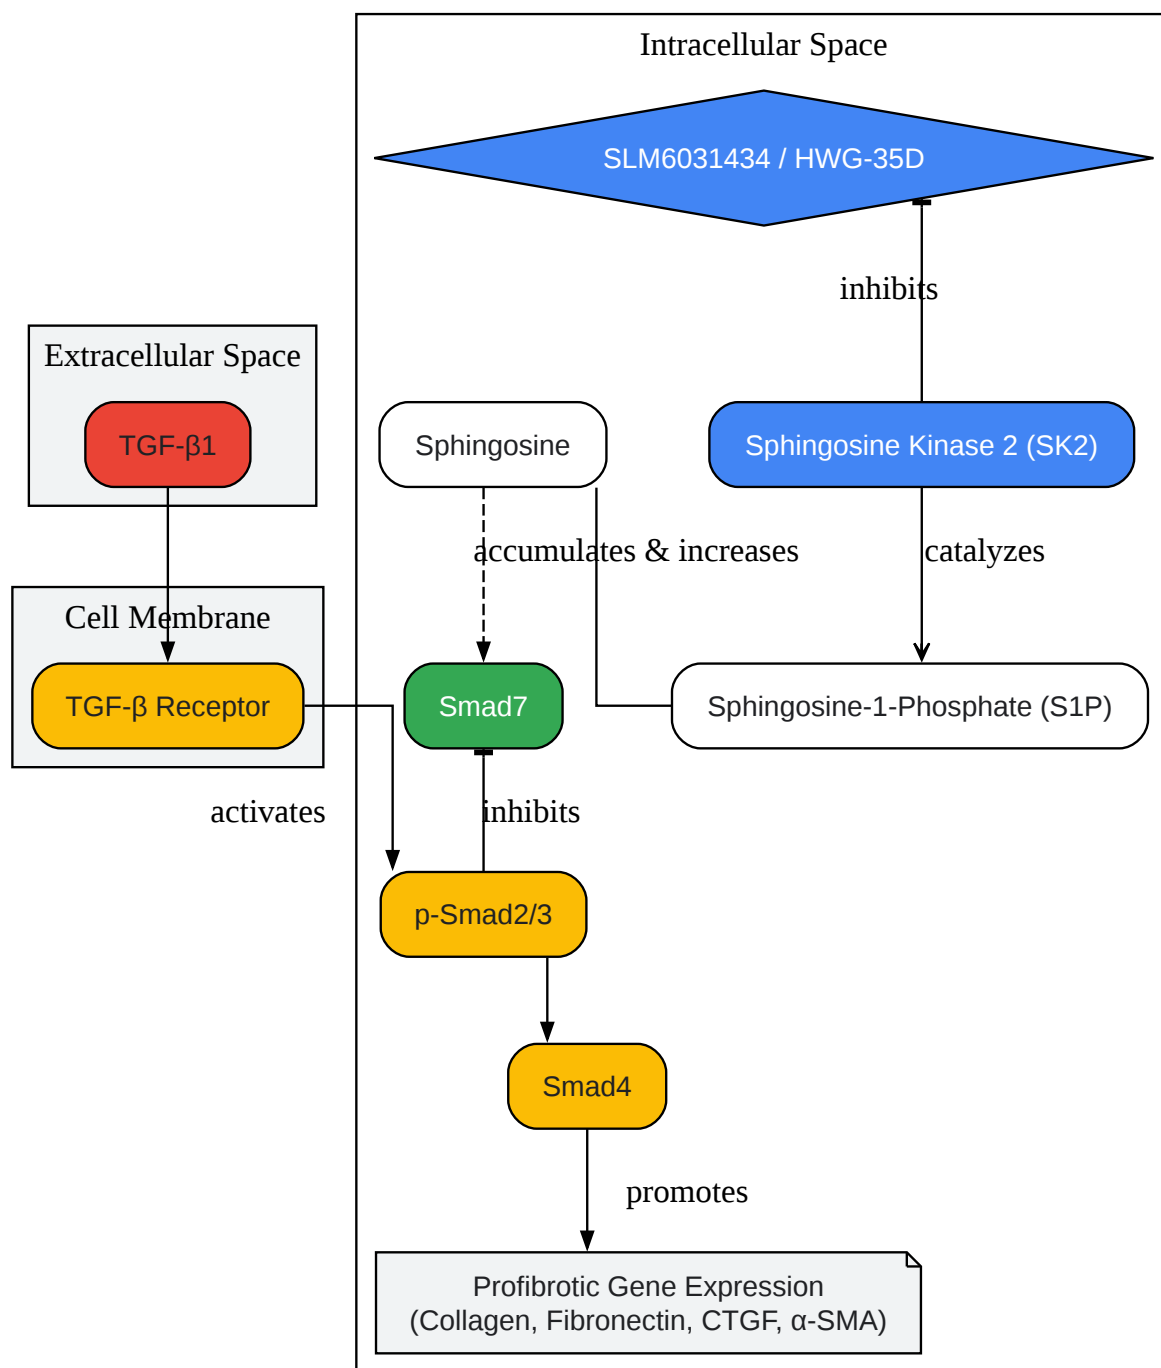 Intracellular Space
SLM6031434 / HWG-35D
inhibits
Extracellular Space
TGF-β1
Sphingosine
Sphingosine Kinase 2 (SK2)
accumulates & increases
catalyzes
Cell Membrane
TGF-β Receptor
Smad7
Sphingosine-1-Phosphate (S1P)
activates
inhibits
p-Smad2/3
Smad4
promotes
Profibrotic Gene Expression
(Collagen, Fibronectin, CTGF, α-SMA)